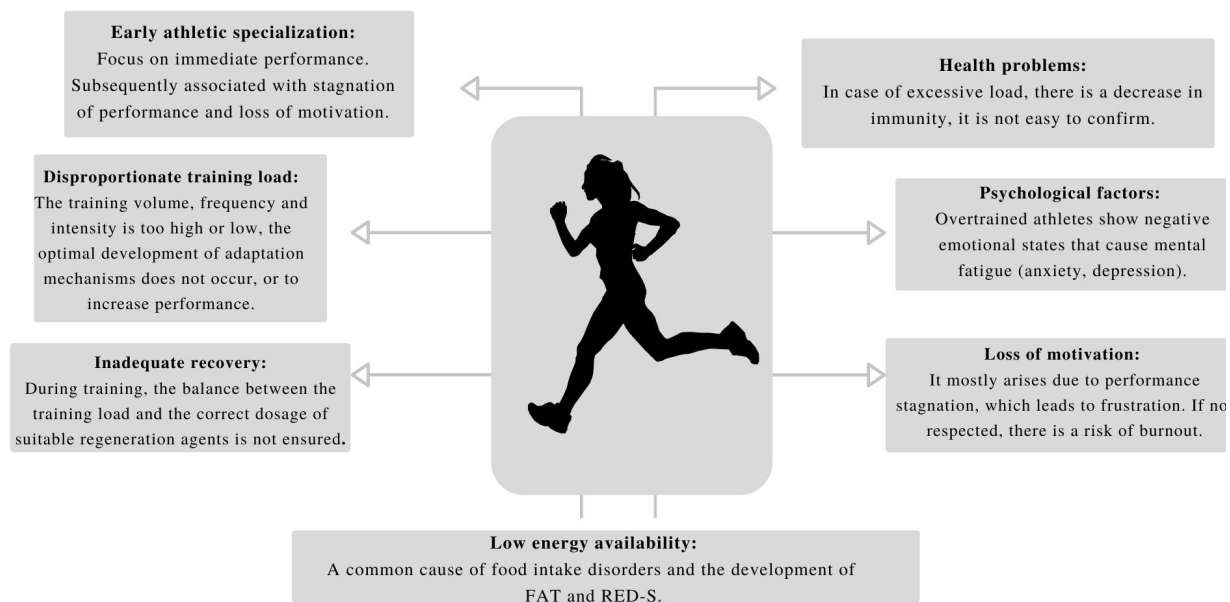 Early athletic specialization:
Focus on immediate performance.
Subsequently associated with stagnation
of performance and loss of motivation.
Disproportionate training load:
The training volume, frequency and
intensity is too high or low, the
optimal development of adaptation
mechanisms does not occur, or to
increase performance.
Inadequate recovery:
During training, the balance between the
training load and the correct dosage of
suitable regeneration agents is not ensured.
Health problems:
In case of excessive load, there is a decrease in
immunity, it is not easy to confirm.
Psychological factors:
Overtrained athletes show negative
emotional states that cause mental
fatigue (anxiety, depression).
Loss of motivation:
It mostly arises due to performance
stagnation, which leads to frustration. If no
respected, there is a risk of burnout.
Low energy availability:
A common cause of food intake disorders and the development of
FAT and RED-S.